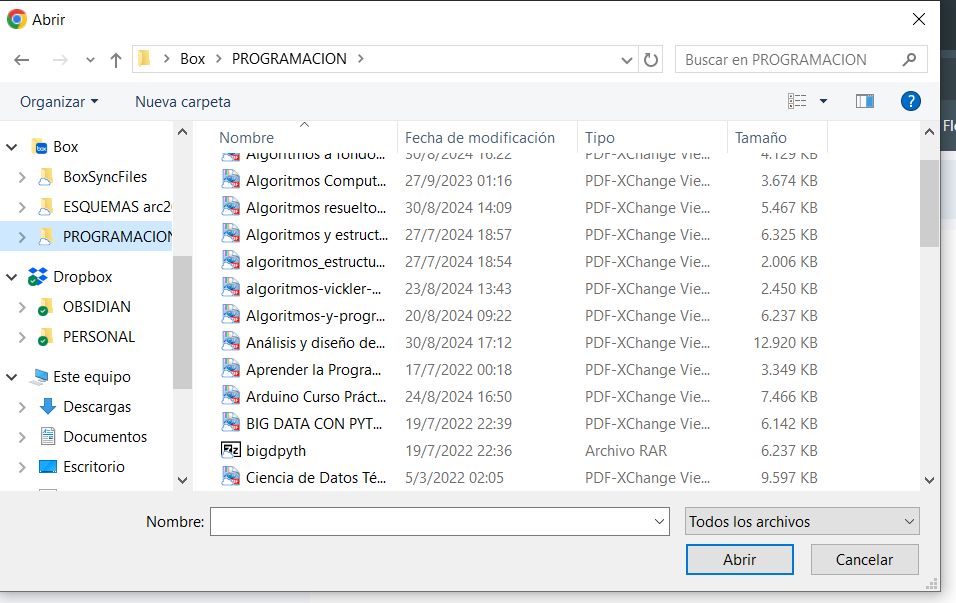 Abrir
Box > PROGRAMACION >
Buscar en PROGRAMACION
Organizar
Nueva carpeta
?
Box
BoxSyncFiles
ESQUEMAS arc2
PROGRAMACION
Dropbox
OBSIDIAN
PERSONAL
Este equipo
Descargas
Documentos
Escritorio
Nombre Fecha de modificación Tipo Tamaño
Algoritmos a fondo... 30/8/2024 16:22 PDF-XChange Vie... 4.129 KB
Algoritmos Comput... 27/9/2023 01:16 PDF-XChange Vie... 3.674 KB
Algoritmos resuelto... 30/8/2024 14:09 PDF-XChange Vie... 5.467 KB
Algoritmos y estruct... 27/7/2024 18:57 PDF-XChange Vie... 6.325 KB
algoritmos_estructu... 27/7/2024 18:54 PDF-XChange Vie... 2.006 KB
algoritmos-vickler-... 23/8/2024 13:43 PDF-XChange Vie... 2.450 KB
Algoritmos-y-progr... 20/8/2024 09:22 PDF-XChange Vie... 6.237 KB
Análisis y diseño de... 30/8/2024 17:12 PDF-XChange Vie... 12.920 KB
Aprender la Progra... 17/7/2022 00:18 PDF-XChange Vie... 3.349 KB
Arduino Curso Práct... 24/8/2024 16:50 PDF-XChange Vie... 7.466 KB
BIG DATA CON PYT... 19/7/2022 22:39 PDF-XChange Vie... 6.142 KB
bigdpyth 19/7/2022 22:36 Archivo RAR 6.237 KB
Ciencia de Datos Té... 5/3/2022 02:05 PDF-XChange Vie... 9.597 KB
Nombre:
Todos los archivos
Abrir
Cancelar